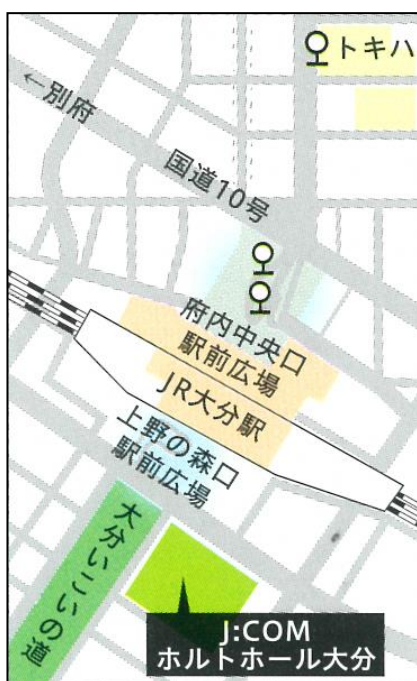 トキハ
←別府
国道10号
府内中央口
駅前広場
JR大分駅
上野の森口
駅前広場
大分いこいの道
J:COM
ホルトホール大分